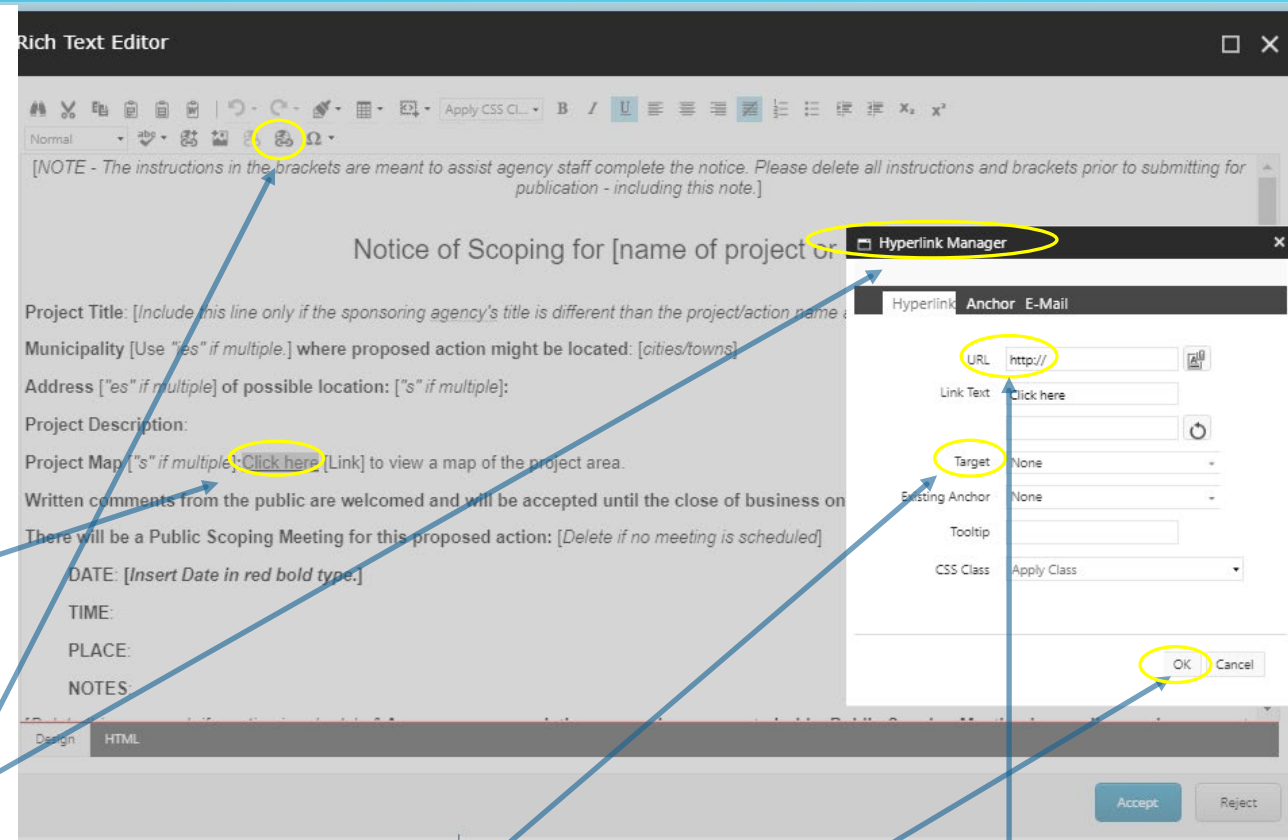 Rich Text Editor
Apply CSS Cl...
B I U
X₂ X²
Normal
abc
Ω
[NOTE - The instructions in the brackets are meant to assist agency staff complete the notice. Please delete all instructions and brackets prior to submitting for
publication - including this note.]
Notice of Scoping for [name of project or
Project Title: [Include this line only if the sponsoring agency's title is different than the project/action name
Municipality [Use "ies" if multiple.] where proposed action might be located: [cities/towns]
Address ["es" if multiple] of possible location: ["s" if multiple]:
Project Description:
Project Map ["s" if multiple]: Click here [Link] to view a map of the project area.
Written comments from the public are welcomed and will be accepted until the close of business on
There will be a Public Scoping Meeting for this proposed action: [Delete if no meeting is scheduled]
DATE: [Insert Date in red bold type.]
TIME:
PLACE:
NOTES:
Design HTML
Accept Reject
Hyperlink Manager
Hyperlink Anchor E-Mail
URL http://
Link Text Click here
Target None
Existing Anchor None
Tooltip
CSS Class Apply Class
OK Cancel